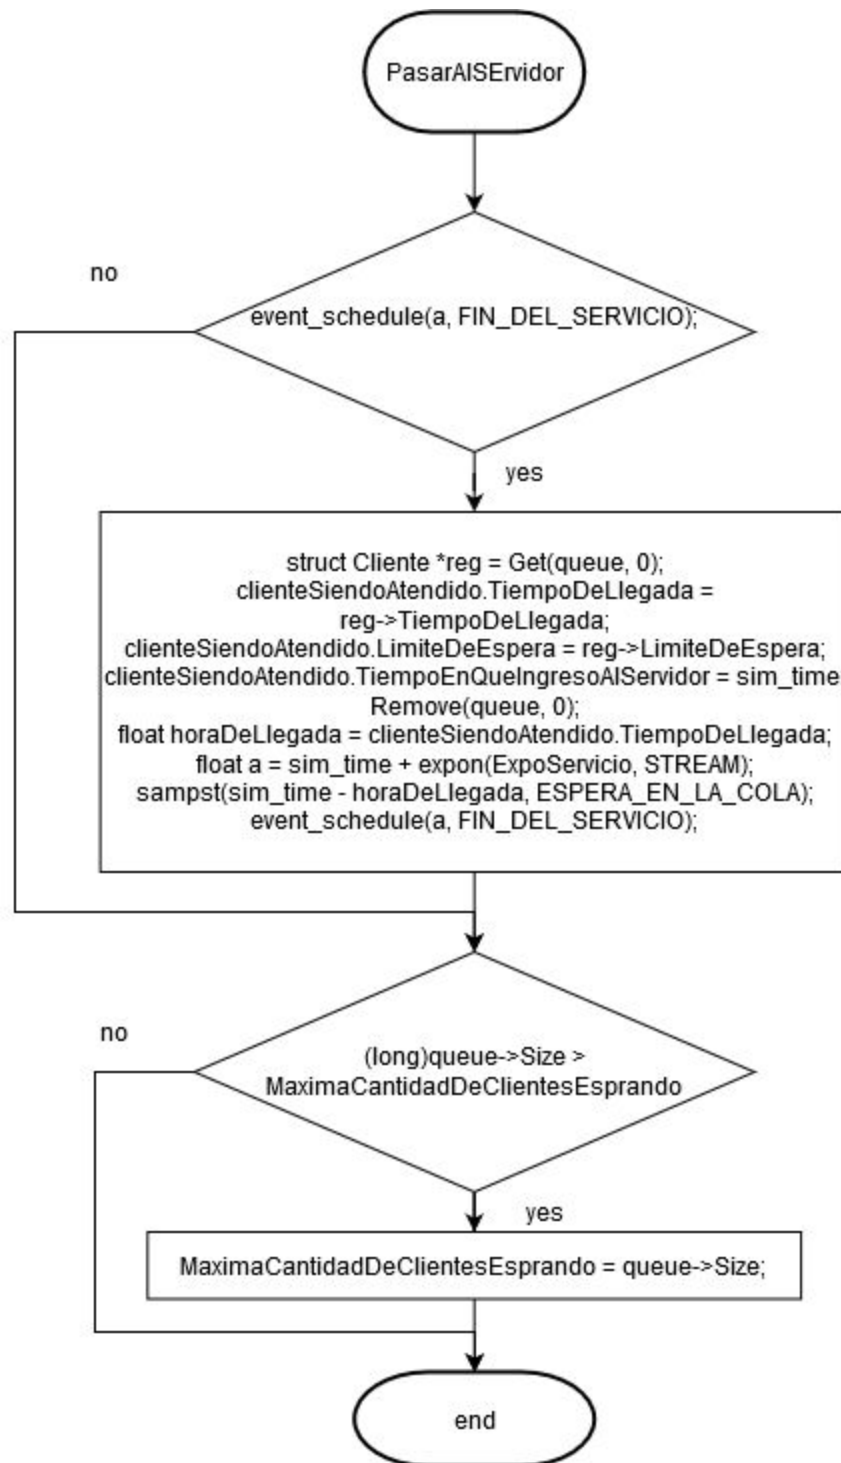 PasarAlSErvidor
no
event_schedule(a, FIN_DEL_SERVICIO);
yes
struct Cliente *reg = Get(queue, 0);
clienteSiendoAtendido.TiempoDeLlegada =
reg->TiempoDeLlegada;
clienteSiendoAtendido.LimiteDeEspera = reg->LimiteDeEspera;
clienteSiendoAtendido.TiempoEnQueIngresoAlServidor = sim_time
Remove(queue, 0);
float horaDeLlegada = clienteSiendoAtendido.TiempoDeLlegada;
float a = sim_time + expon(ExpoServicio, STREAM);
sampst(sim_time - horaDeLlegada, ESPERA_EN_LA_COLA);
event_schedule(a, FIN_DEL_SERVICIO);
no
(long)queue->Size >
MaximaCantidadDeClientesEsprando
yes
MaximaCantidadDeClientesEsprando = queue->Size;
end